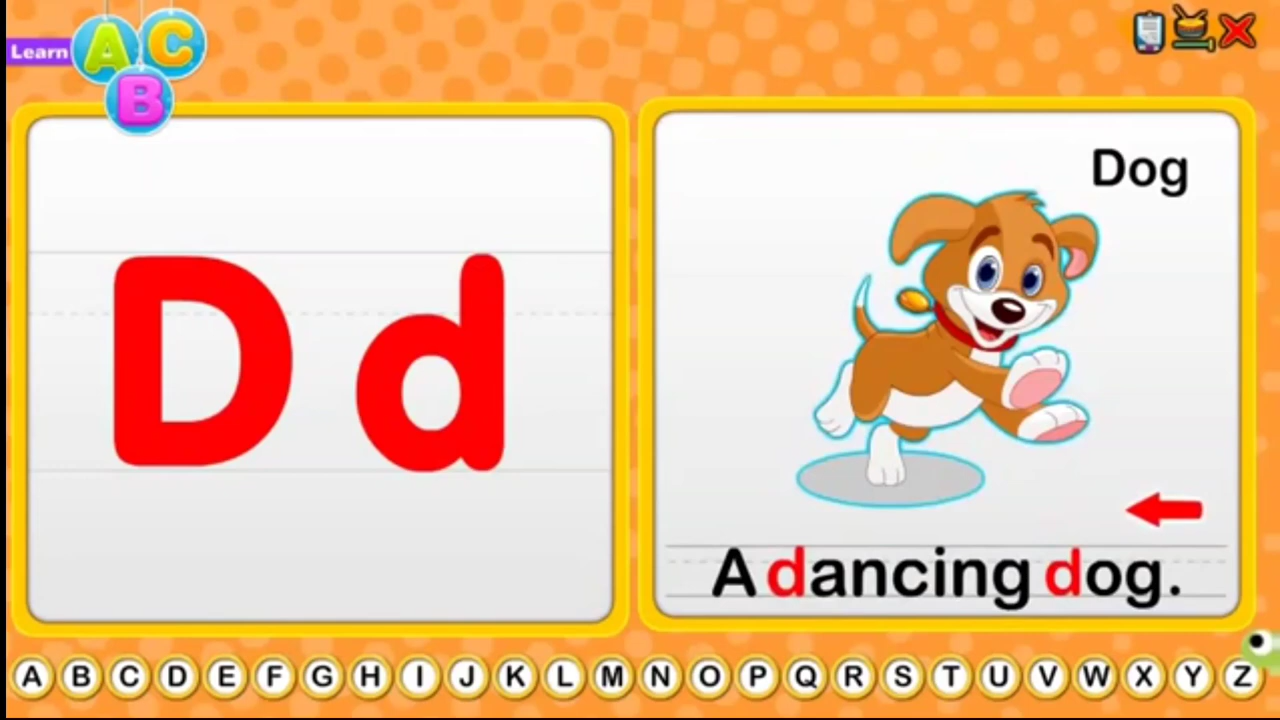 Learn A C
B
D d
Dog
A dancing dog.
A B C D E F G H I J K L M N O P Q R S T U V W X Y Z